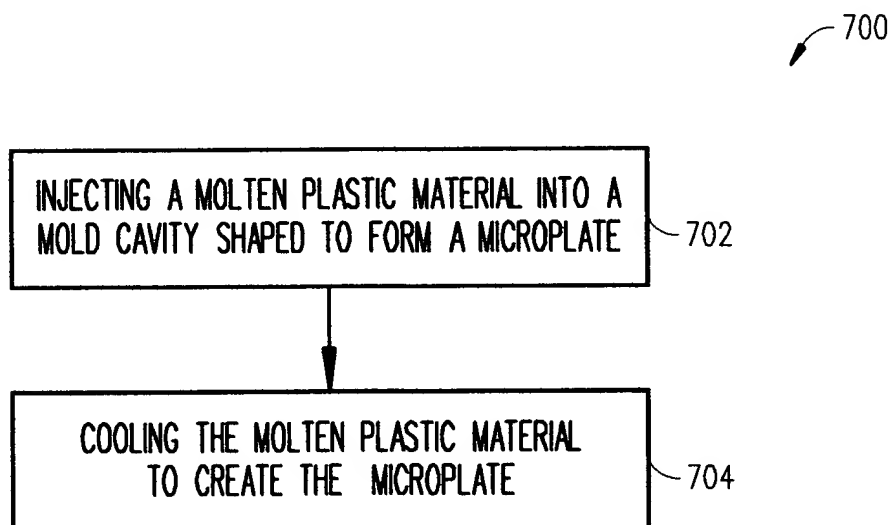 700
INJECTING A MOLTEN PLASTIC MATERIAL INTO A
MOLD CAVITY SHAPED TO FORM A MICROPLATE
702
COOLING THE MOLTEN PLASTIC MATERIAL
TO CREATE THE MICROPLATE
704